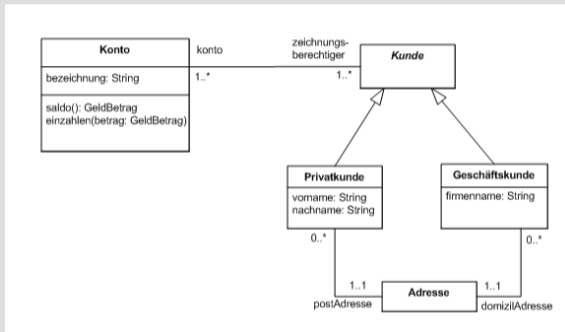 Konto
bezeichnung: String
saldo(): GeldBetrag
einzahlen(betrag: GeldBetrag)
konto
1..*
zeichnungs-
berechtiger
1..*
Kunde
Privatkunde
vorname: String
nachname: String
0..*
Geschäftskunde
firmenname: String
0..*
1..1
postAdresse
Adresse
1..1
domizilAdresse